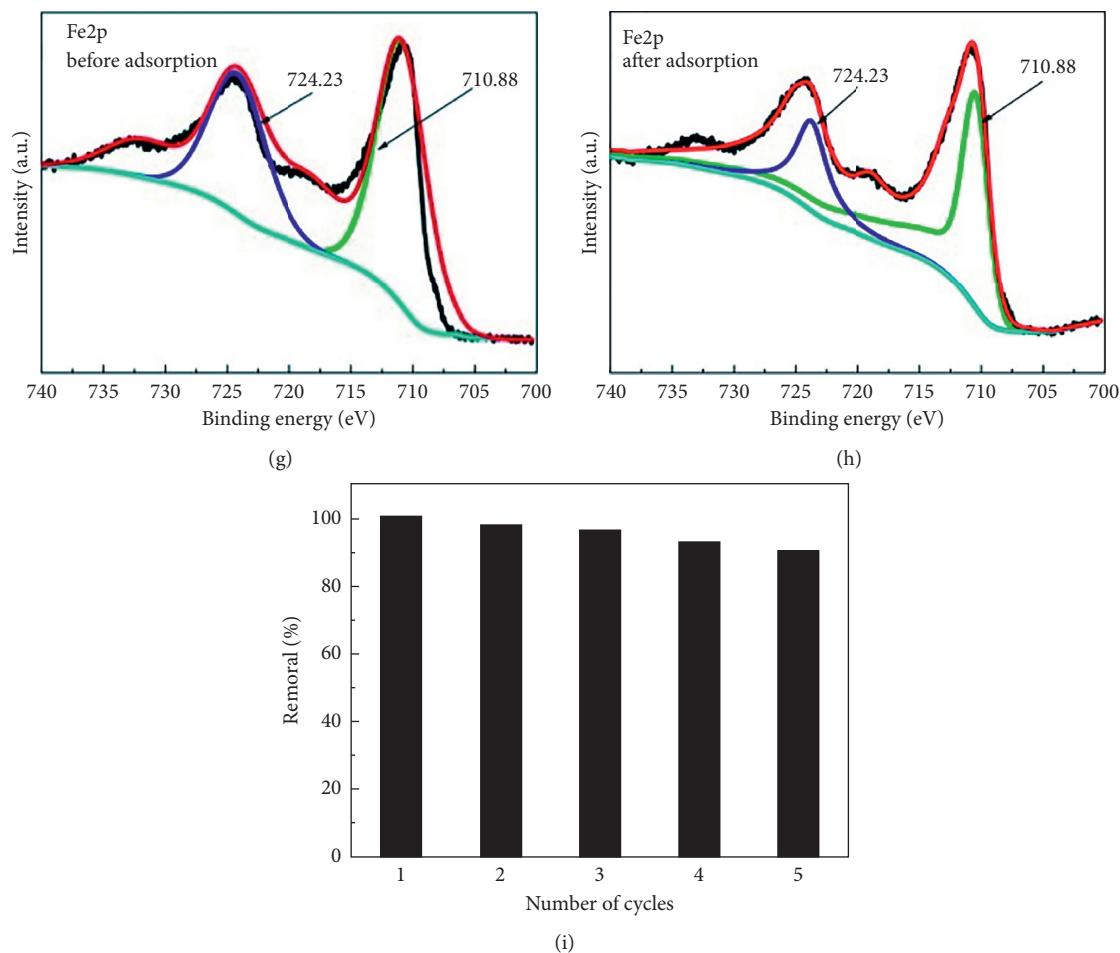 Fe2p
before adsorption
724.23
710.88
Intensity (a.u.)
740 735 730 725 720 715 710 705 700
Binding energy (eV)
(g)
Fe2p
after adsorption
724.23
710.88
Intensity (a.u.)
740 735 730 725 720 715 710 705 700
Binding energy (eV)
(h)
100
80
60
40
20
0
Remoral (%)
1 2 3 4 5
Number of cycles
(i)